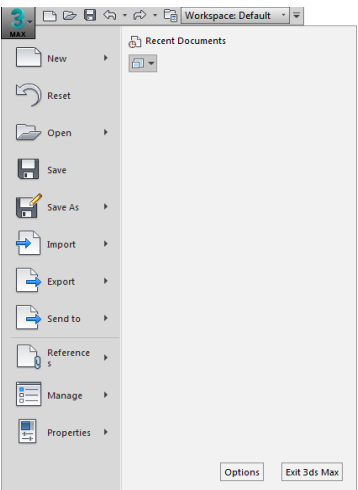 3
MAX
Workspace: Default
Recent Documents
New
Reset
Open
Save
Save As
Import
Export
Send to
Reference
s
Manage
Properties
Options
Exit 3ds Max